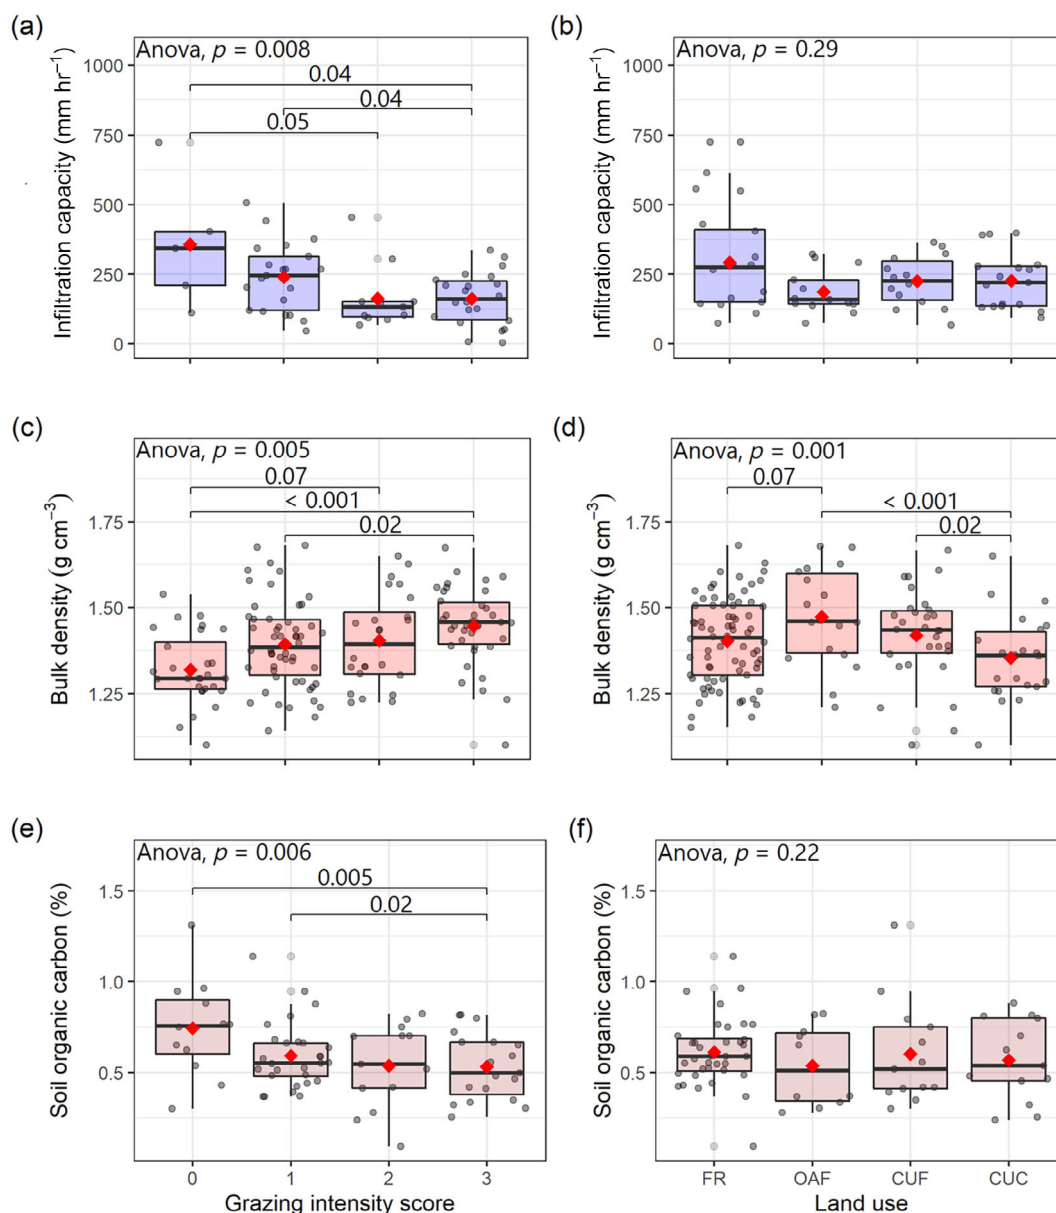 (a)
Anova, p = 0.008
0.04
0.04
0.05
1000
750
500
250
0
Infiltration capacity (mm hr⁻¹)
(b)
Anova, p = 0.29
1000
750
500
250
0
Infiltration capacity (mm hr⁻¹)
(c)
Anova, p = 0.005
0.07
< 0.001
0.02
1.75
1.50
1.25
Bulk density (g cm⁻³)
(d)
Anova, p = 0.001
0.07
< 0.001
0.02
1.75
1.50
1.25
Bulk density (g cm⁻³)
(e)
Anova, p = 0.006
0.005
0.02
1.5
1.0
0.5
Soil organic carbon (%)
0 1 2 3
Grazing intensity score
(f)
Anova, p = 0.22
1.5
1.0
0.5
Soil organic carbon (%)
FR OAF CUF CUC
Land use